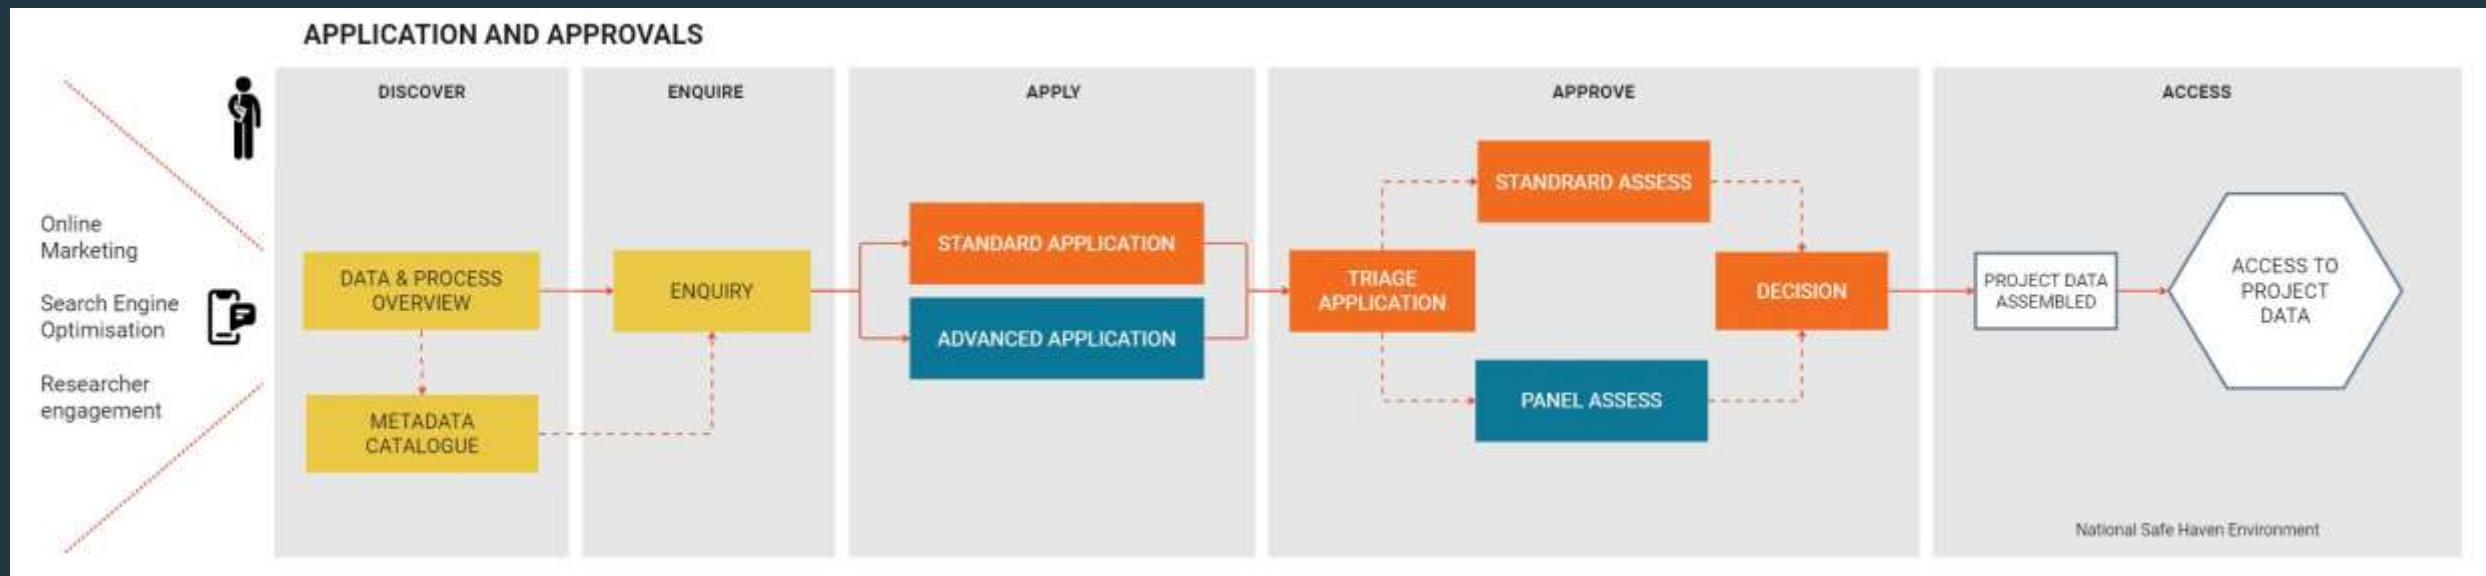 APPLICATION AND APPROVALS
DISCOVER
ENQUIRE
APPLY
APPROVE
ACCESS
Online
Marketing
Search Engine
Optimisation
Researcher
engagement
DATA & PROCESS
OVERVIEW
METADATA
CATALOGUE
ENQUIRY
STANDARD APPLICATION
ADVANCED APPLICATION
TRIAGE
APPLICATION
STANDRARD ASSESS
PANEL ASSESS
DECISION
PROJECT DATA
ASSEMBLED
ACCESS TO
PROJECT
DATA
National Safe Haven Environment